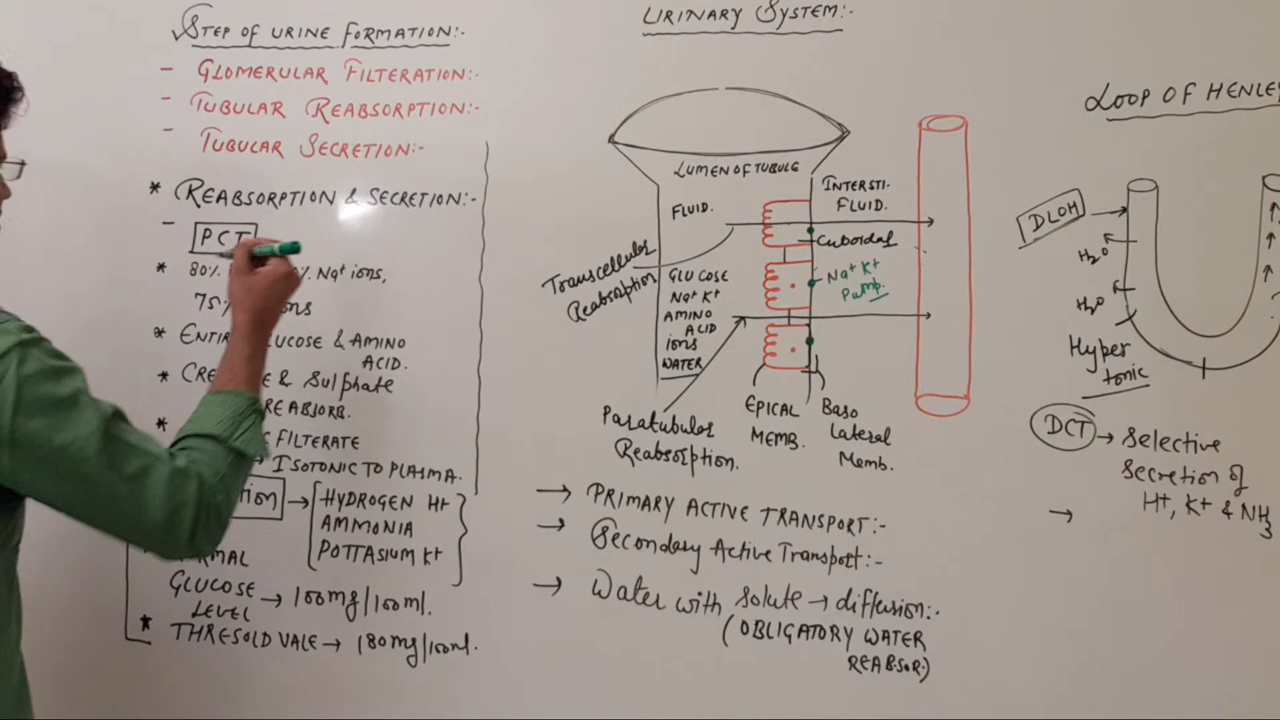 STEP OF URINE FORMATION:-
- GLOMERULAR FILTERATION:-
- TUBULAR REABSORPTION:-
- TUBULAR SECRETION:-
* REABSORPTION & SECRETION:-
- PCT
* 80% % Na+ ions,
75%
* ENTI GLUCOSE & AMINO
ACID.
* & Sulphate
REABSORB.
* FILTERATE
→ ISOTONIC TO PLASMA.
→ HYDROGEN H+
AMMONIA
POTTASIUM K+
GLUCOSE
LEVEL → 100mg/100ml.
* THRESOLD VALE → 180mg/100ml.
URINARY SYSTEM:-
LUMEN OF TUBULE
FLUID.
INTERSTI-
FLUID.
Cuboidal
Transcellular
Reabsorption
GLUCOSE
Na+ K+
AMINO
ACID
ions
WATER
Na+ K+
Pump.
Paratubular
Reabsorption.
EPICAL
MEMB.
Baso
lateral
Memb.
→ PRIMARY ACTIVE TRANSPORT:-
→ Secondary Active Transport:-
→ Water with solute → diffusion:-
(OBLIGATORY WATER
REABSOR)
LOOP OF HENLE
DLOH →
H2O
H2O
Hyper
tonic
DCT → Selective
Secretion of
H+, K+ & NH3
→